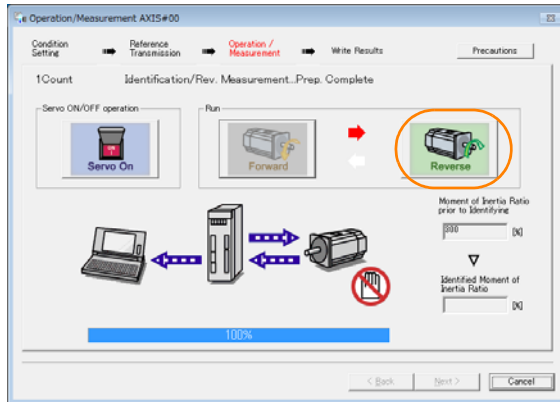 e Operation/Measurement AXIS#00
Condition
Setting
Reference
Transmission
Operation /
Measurement
Write Results
Precautions
1Count Identification/Rev. Measurement...Prep. Complete
Servo ON/OFF operation
Run
Servo On
Forward
Reverse
Moment of Inertia Ratio
prior to Identifying
300 [%]
Identified Moment of
Inertia Ratio
[%]
100%
< Back
Next >
Cancel